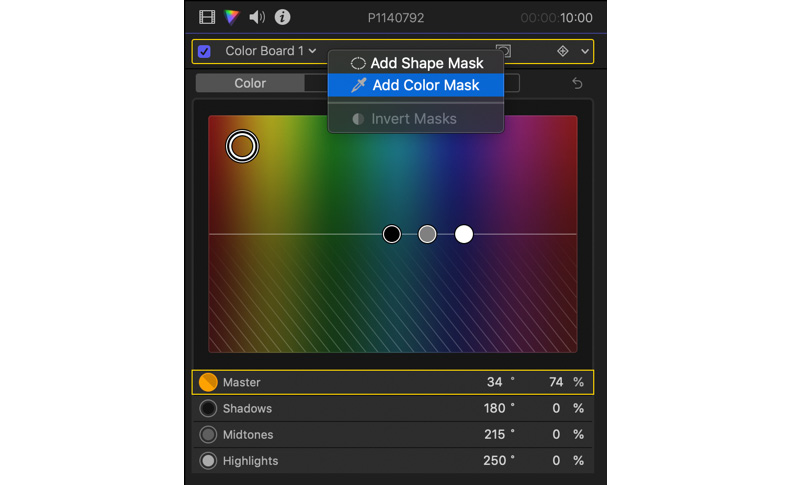 P1140792
00:00:10:00
Color Board 1
Add Shape Mask
Add Color Mask
Invert Masks
Color
Master 34 ° 74 %
Shadows 180 ° 0 %
Midtones 215 ° 0 %
Highlights 250 ° 0 %